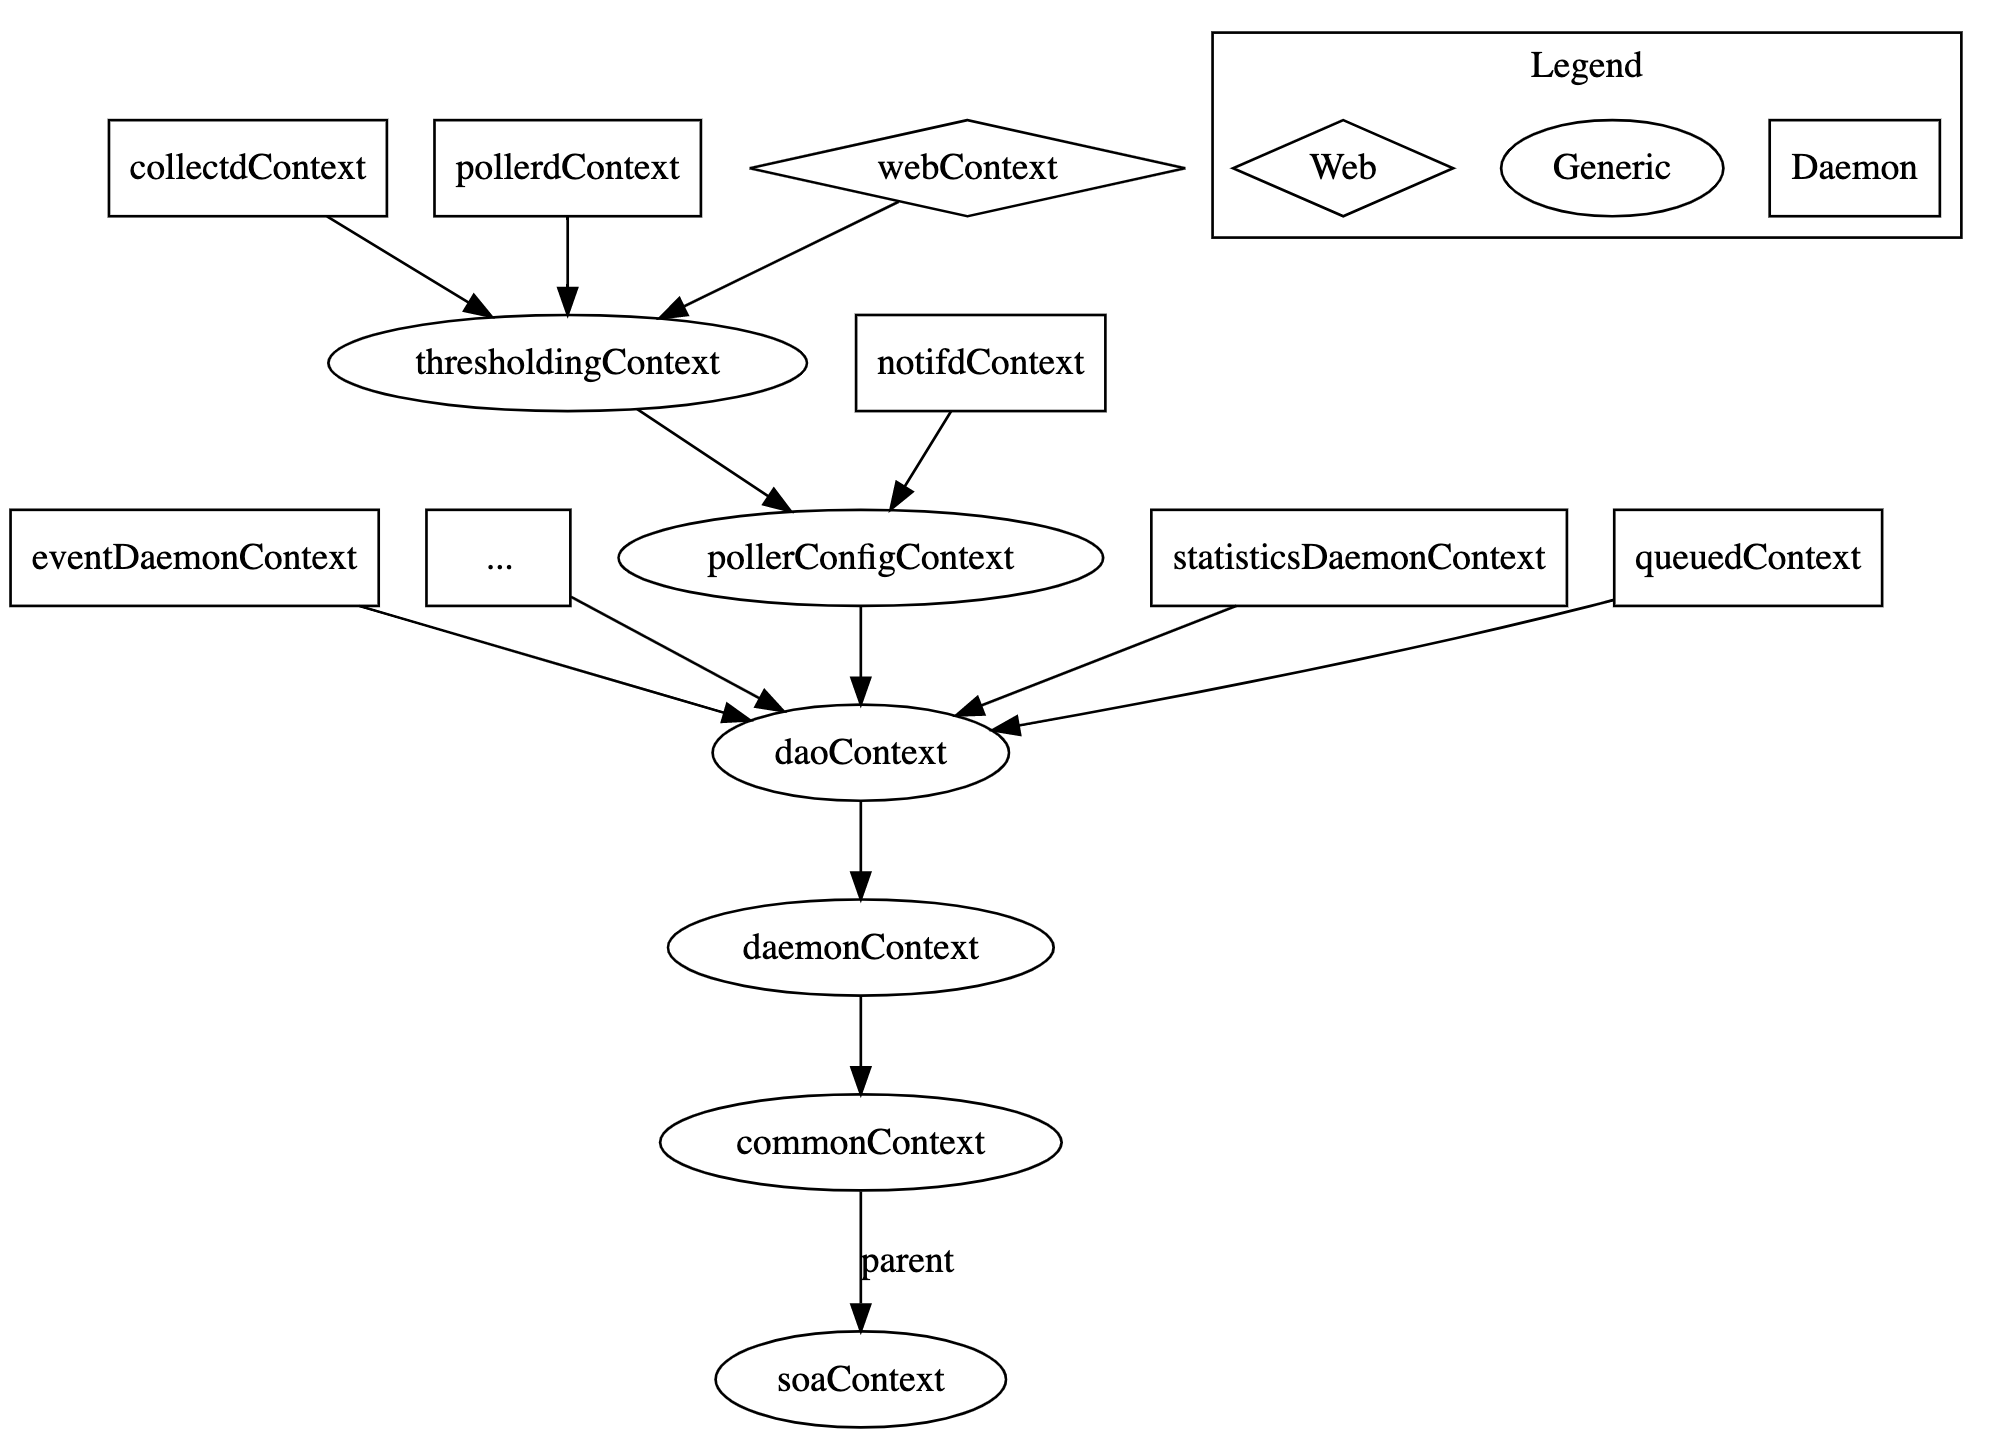 Legend
collectdContext
pollerdContext
webContext
Web
Generic
Daemon
thresholdingContext
notifdContext
eventDaemonContext
...
pollerConfigContext
statisticsDaemonContext
queuedContext
daoContext
daemonContext
commonContext
parent
soaContext